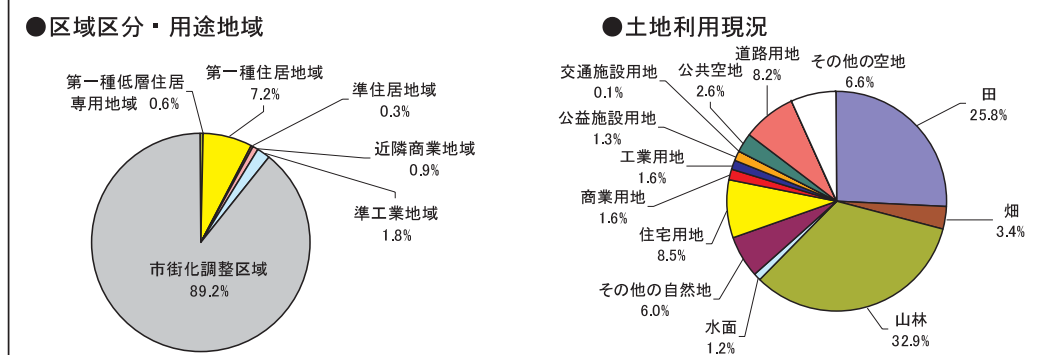 ●区域区分・用途地域
第一種低層住居
専用地域 0.6%
第一種住居地域
7.2%
準住居地域
0.3%
近隣商業地域
0.9%
準工業地域
1.8%
市街化調整区域
89.2%
●土地利用現況
田
25.8%
畑
3.4%
山林
32.9%
水面
1.2%
その他の自然地
6.0%
住宅用地
8.5%
商業用地
1.6%
工業用地
1.6%
公益施設用地
1.3%
交通施設用地
0.1%
公共空地
2.6%
道路用地
8.2%
その他の空地
6.6%